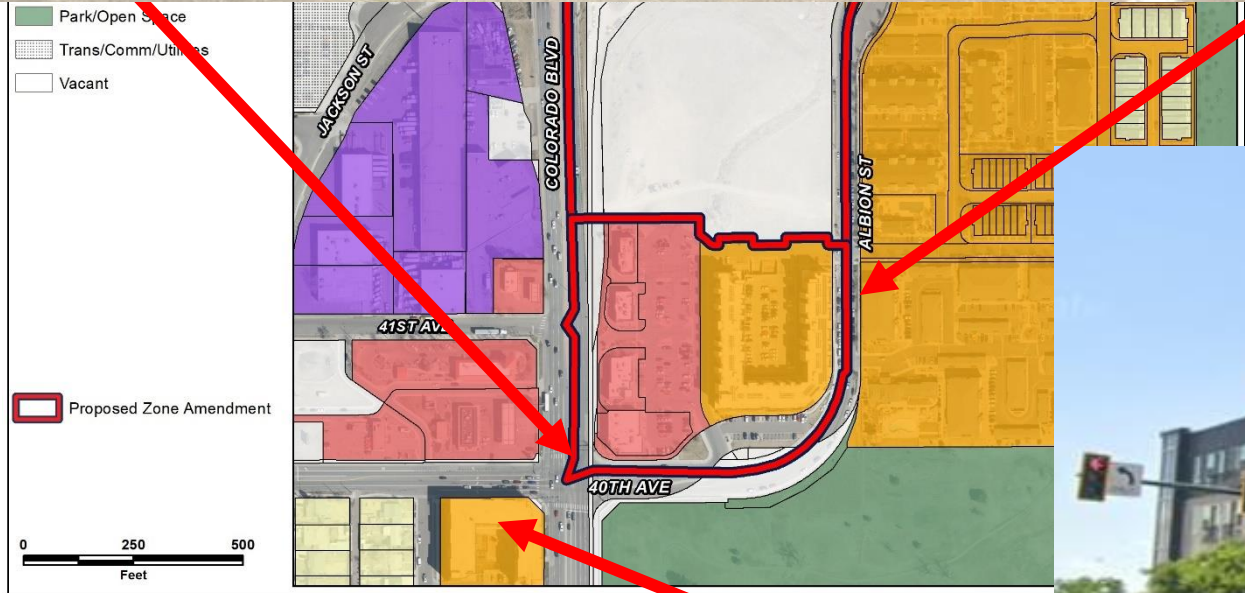 Park/Open Space
Trans/Comm/Utilities
Vacant
JACKSON ST
COLORADO BLVD
ALBION ST
41ST AVE
Proposed Zone Amendment
40TH AVE
0 250 500
Feet